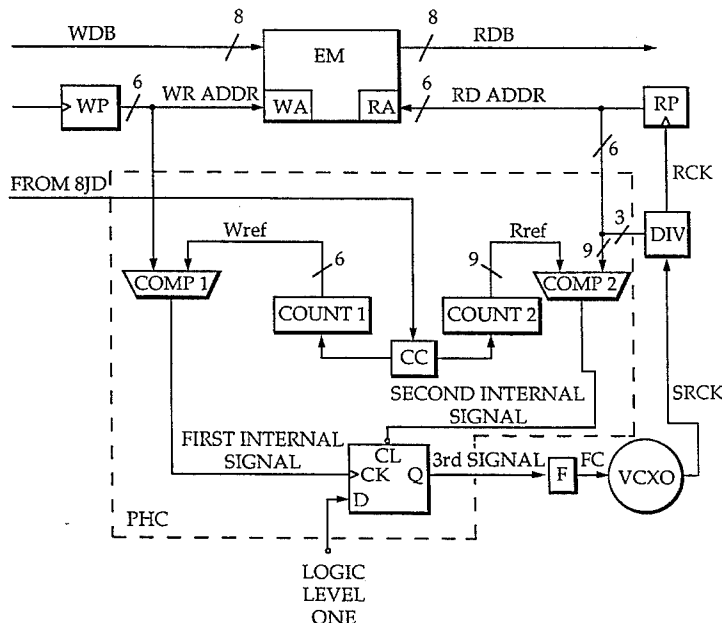 WDB
8
8
RDB
EM
6
WR ADDR
WA
RA
6
RD ADDR
WP
RP
6
RCK
FROM 8JD
Wref
Rref
3
DIV
6
9
9
COMP 1
COMP 2
COUNT 1
COUNT 2
CC
SECOND INTERNAL
SIGNAL
SRCK
FIRST INTERNAL
SIGNAL
CL
CK
Q
D
3rd SIGNAL
F
FC
VCXO
PHC
LOGIC
LEVEL
ONE